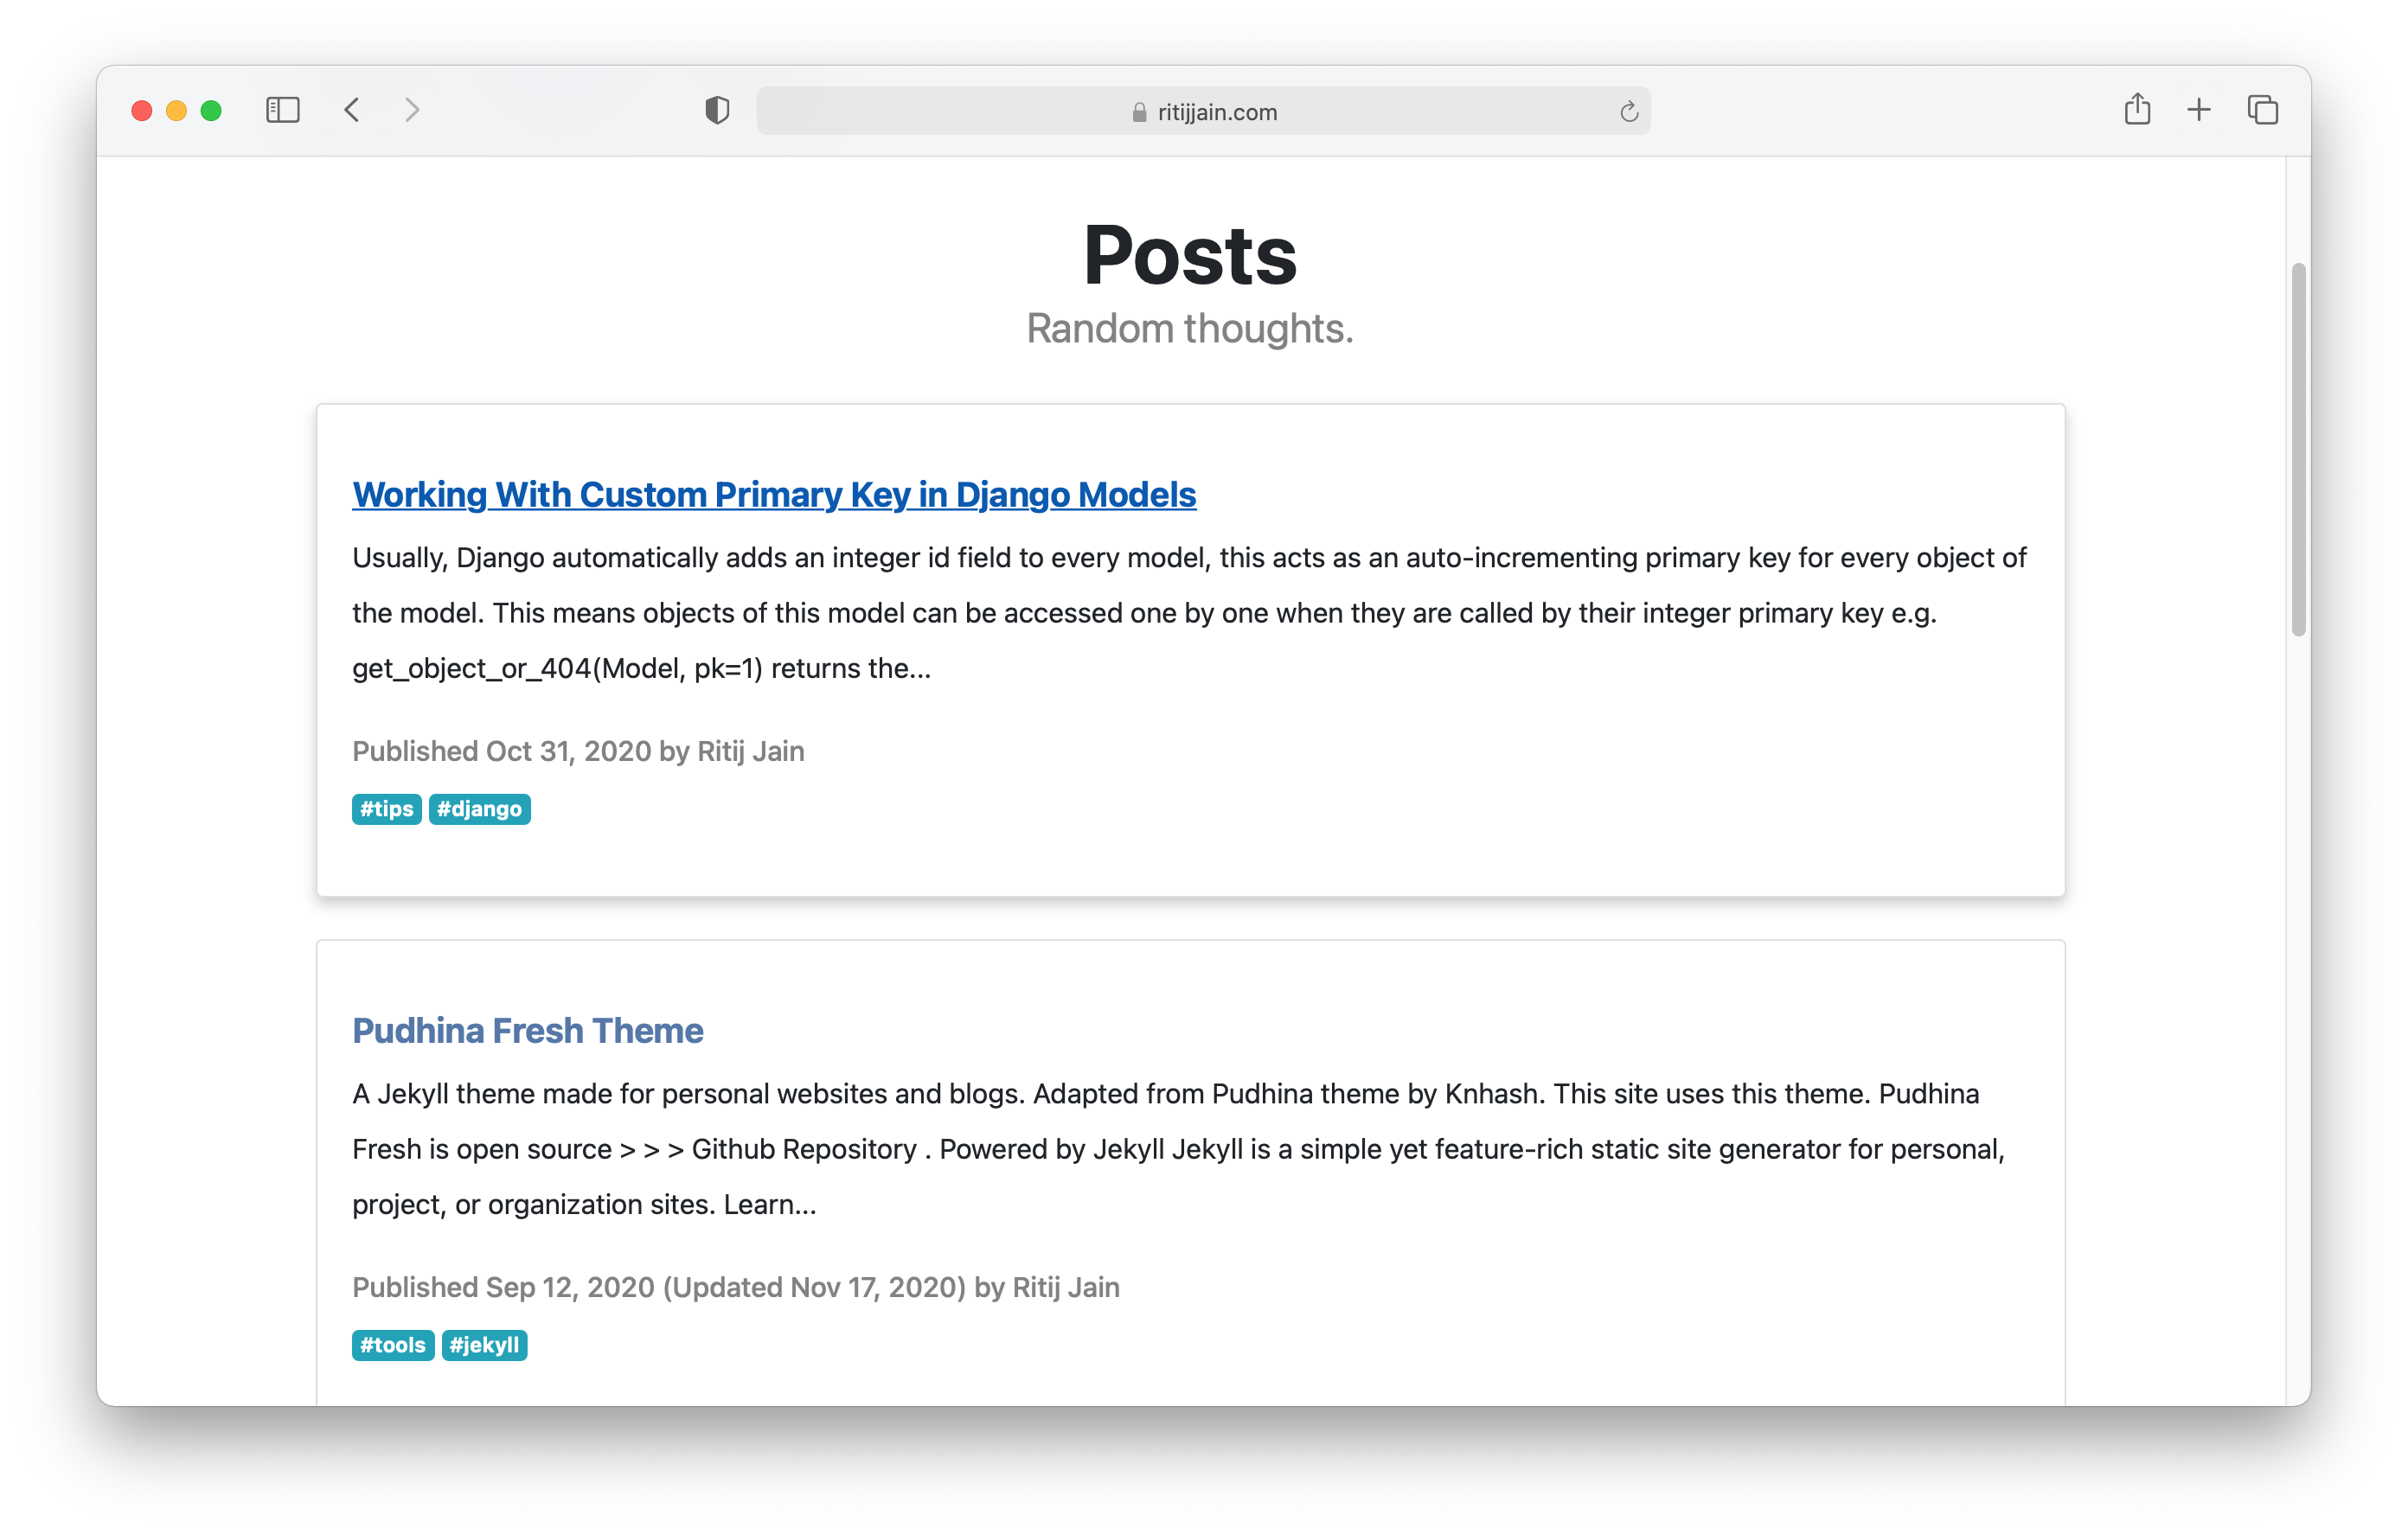 ritijjain.com
Posts
Random thoughts.
Working With Custom Primary Key in Django Models
Usually, Django automatically adds an integer id field to every model, this acts as an auto-incrementing primary key for every object of
the model. This means objects of this model can be accessed one by one when they are called by their integer primary key e.g.
get_object_or_404(Model, pk=1) returns the...
Published Oct 31, 2020 by Ritij Jain
#tips #django
Pudhina Fresh Theme
A Jekyll theme made for personal websites and blogs. Adapted from Pudhina theme by Knhash. This site uses this theme. Pudhina
Fresh is open source > > > Github Repository . Powered by Jekyll Jekyll is a simple yet feature-rich static site generator for personal,
project, or organization sites. Learn...
Published Sep 12, 2020 (Updated Nov 17, 2020) by Ritij Jain
#tools #jekyll